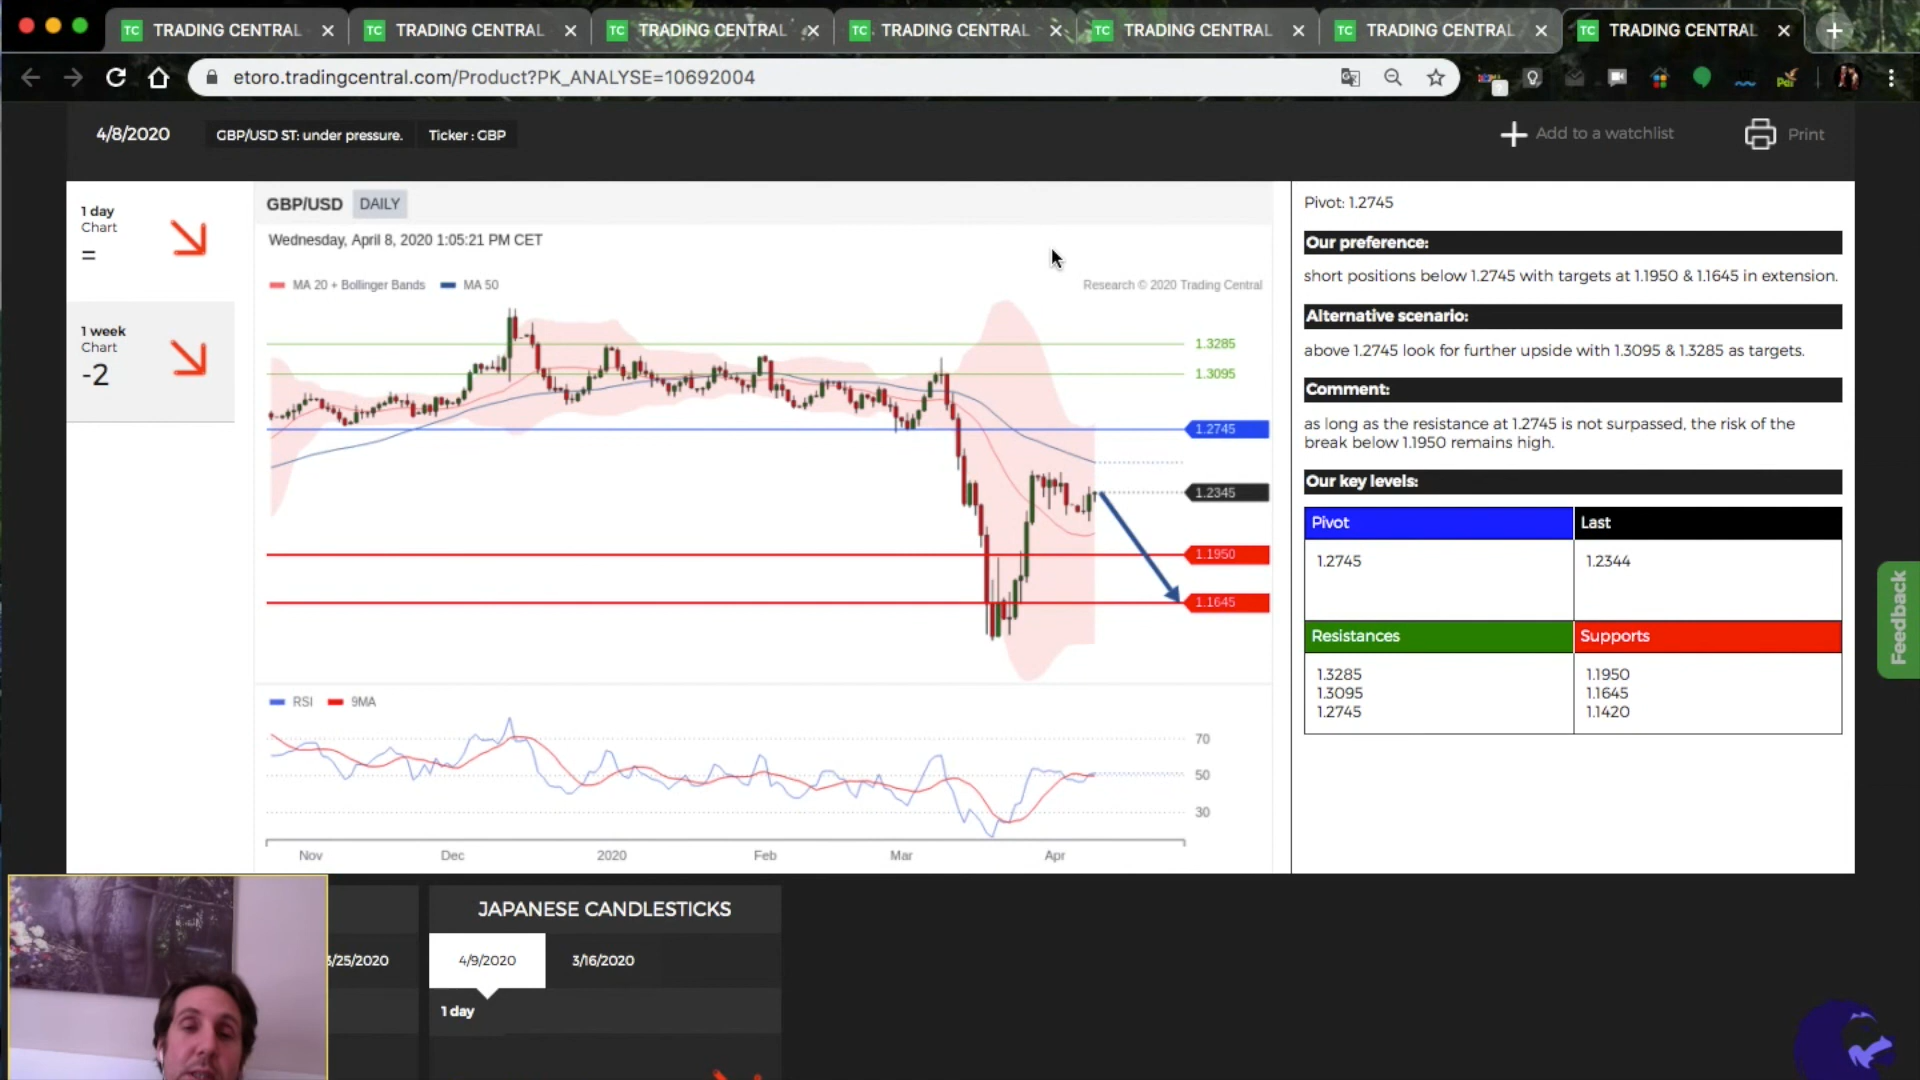 TC TRADING CENTRAL
TC TRADING CENTRAL
TC TRADING CENTRAL
TC TRADING CENTRAL
TC TRADING CENTRAL
TC TRADING CENTRAL
TC TRADING CENTRAL
etoro.tradingcentral.com/Product?PK_ANALYSE=10692004
4/8/2020
GBP/USD ST: under pressure.
Ticker : GBP
Add to a watchlist
Print
1 day
Chart
=
1 week
Chart
-2
GBP/USD DAILY
Wednesday, April 8, 2020 1:05:21 PM CET
MA 20 + Bollinger Bands MA 50
Research © 2020 Trading Central
1.3285
1.3095
1.2745
1.2345
1.1950
1.1645
RSI 9MA
70
50
30
Nov Dec 2020 Feb Mar Apr
Pivot: 1.2745
Our preference:
short positions below 1.2745 with targets at 1.1950 & 1.1645 in extension.
Alternative scenario:
above 1.2745 look for further upside with 1.3095 & 1.3285 as targets.
Comment:
as long as the resistance at 1.2745 is not surpassed, the risk of the
break below 1.1950 remains high.
Our key levels:
Pivot Last
1.2745 1.2344
Resistances Supports
1.3285 1.1950
1.3095 1.1645
1.2745 1.1420
Feedback
/25/2020
JAPANESE CANDLESTICKS
4/9/2020 3/16/2020
1 day